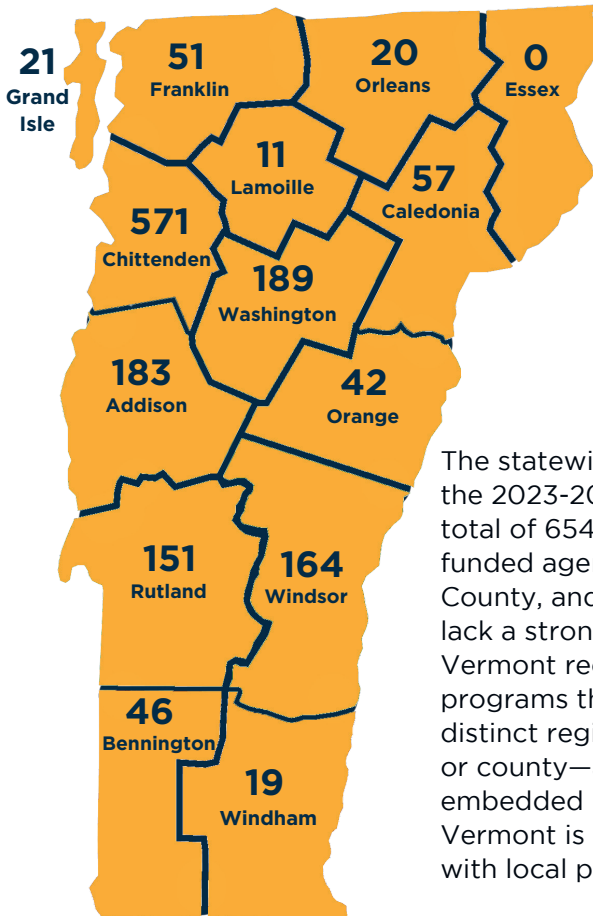 21
Grand
Isle
51
Franklin
20
Orleans
0
Essex
11
Lamoille
57
Caledonia
571
Chittenden
189
Washington
183
Addison
42
Orange
151
Rutland
164
Windsor
46
Bennington
19
Windham
The statewi
the 2023-20
total of 654
funded age
County, and
lack a stron
Vermont re
programs th
distinct regi
or county—
embedded
Vermont is
with local p